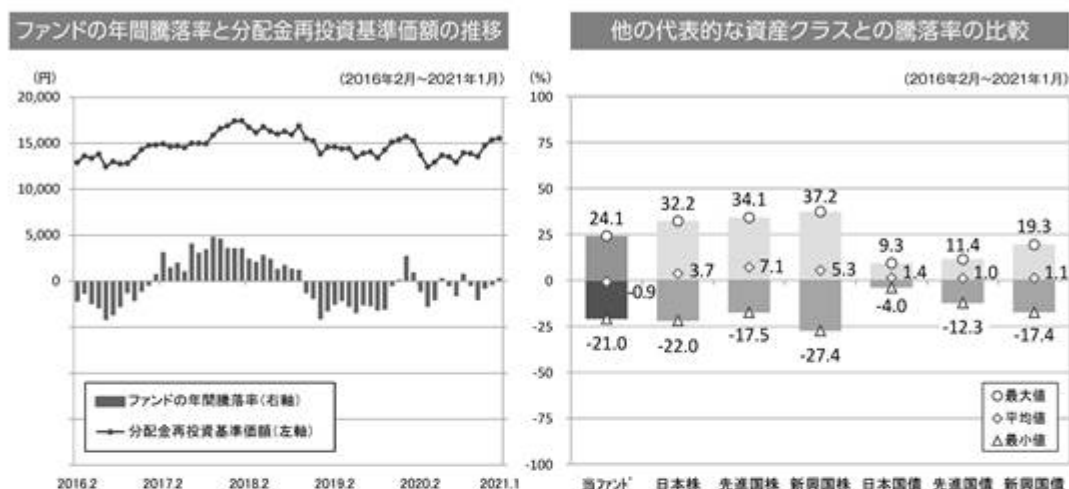 ファンドの年間騰落率と分配金再投資基準価額の推移
(円)
(2016年2月～2021年1月)
20,000
15,000
10,000
5,000
0
ファンドの年間騰落率(右軸)
分配金再投資基準価額(左軸)
2016.2 2017.2 2018.2 2019.2 2020.2 2021.1
他の代表的な資産クラスとの騰落率の比較
(%)
(2016年2月～2021年1月)
100
75
50
25
0
-25
-50
-75
-100
24.1 32.2 34.1 37.2 9.3 11.4 19.3
-0.9 3.7 7.1 5.3 1.4 1.0 1.1
-21.0 -22.0 -17.5 -27.4 -4.0 -12.3 -17.4
最大値
平均値
最小値
当ファンド 日本株 先進国株 新興国株 日本国債 先進国債 新興国債